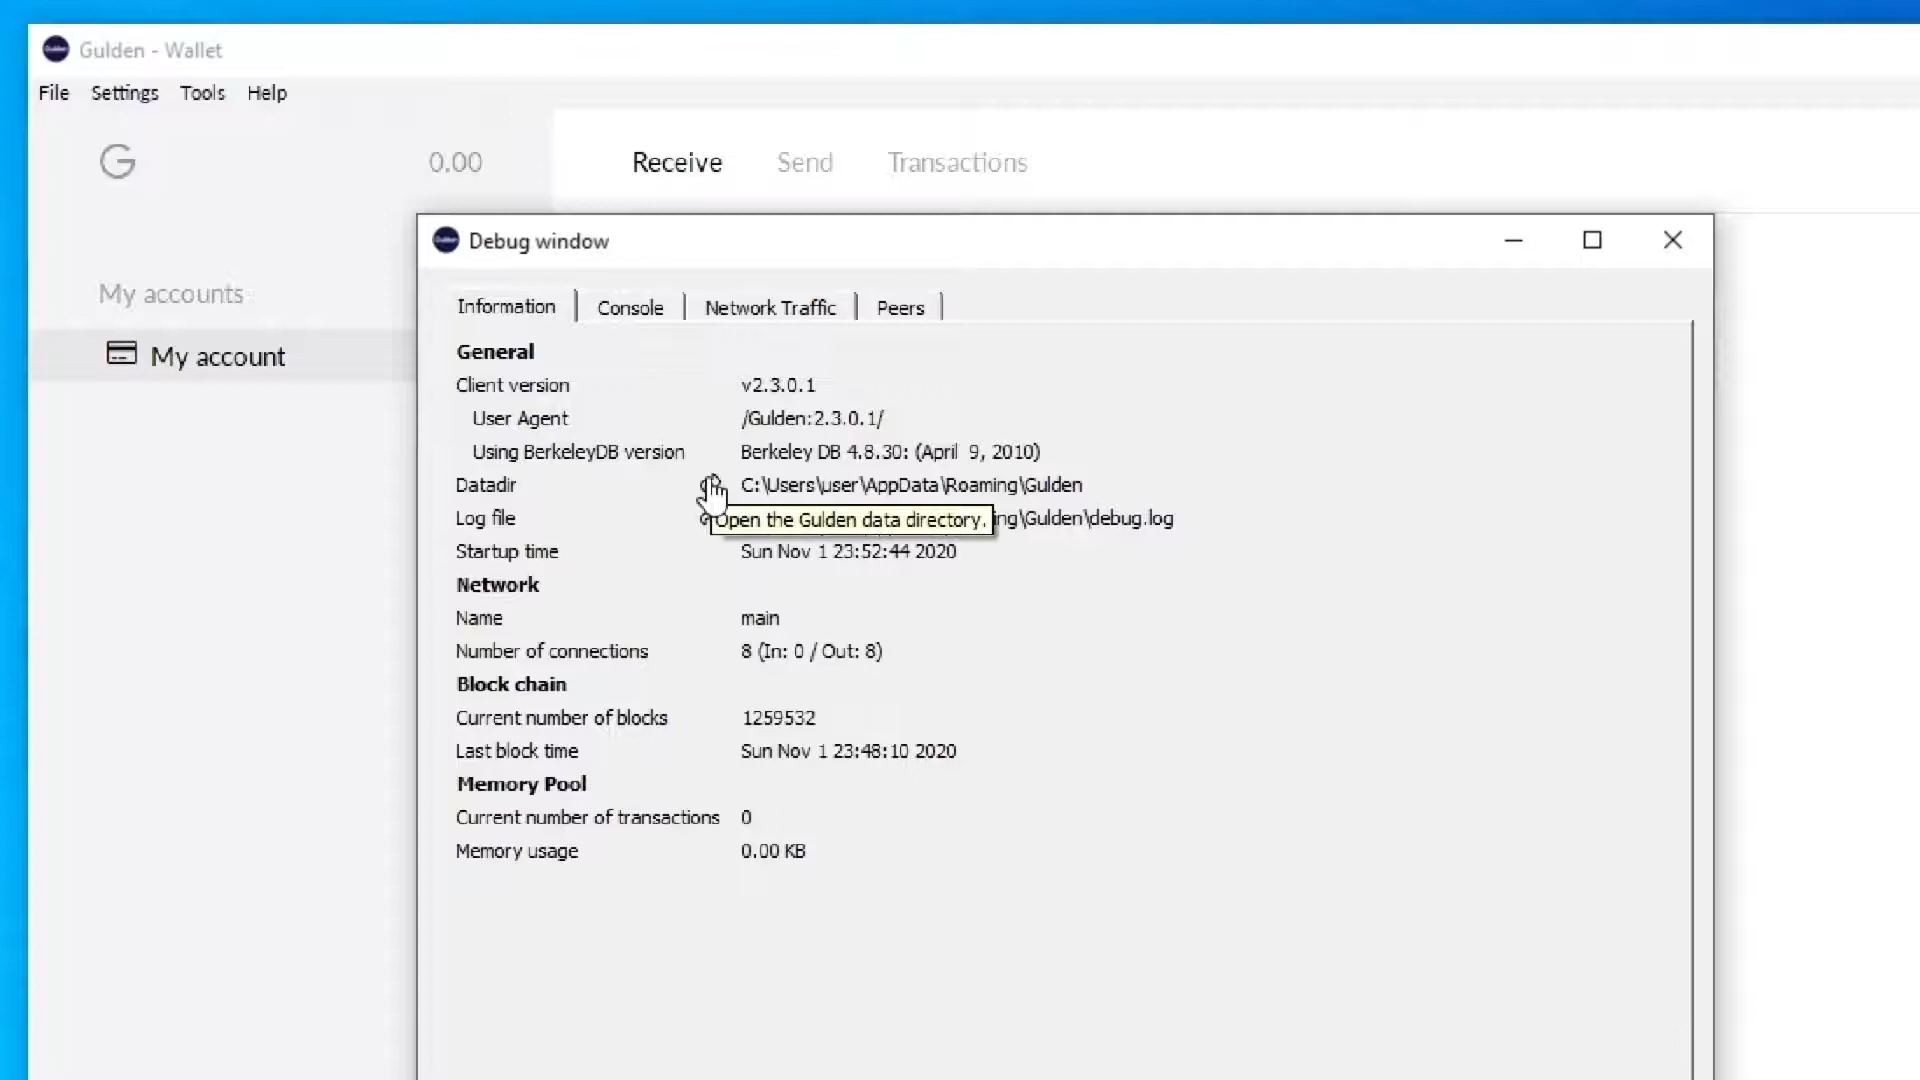 Gulden - Wallet
File Settings Tools Help
0.00 Receive Send Transactions
My accounts
My account
Debug window
Information Console Network Traffic Peers
General
Client version v2.3.0.1
User Agent /Gulden:2.3.0.1/
Using BerkeleyDB version Berkeley DB 4.8.30: (April 9, 2010)
Datadir C:\Users\user\AppData\Roaming\Gulden
Log file ing\Gulden\debug.log
Open the Gulden data directory.
Startup time Sun Nov 1 23:52:44 2020
Network
Name main
Number of connections 8 (In: 0 / Out: 8)
Block chain
Current number of blocks 1259532
Last block time Sun Nov 1 23:48:10 2020
Memory Pool
Current number of transactions 0
Memory usage 0.00 KB